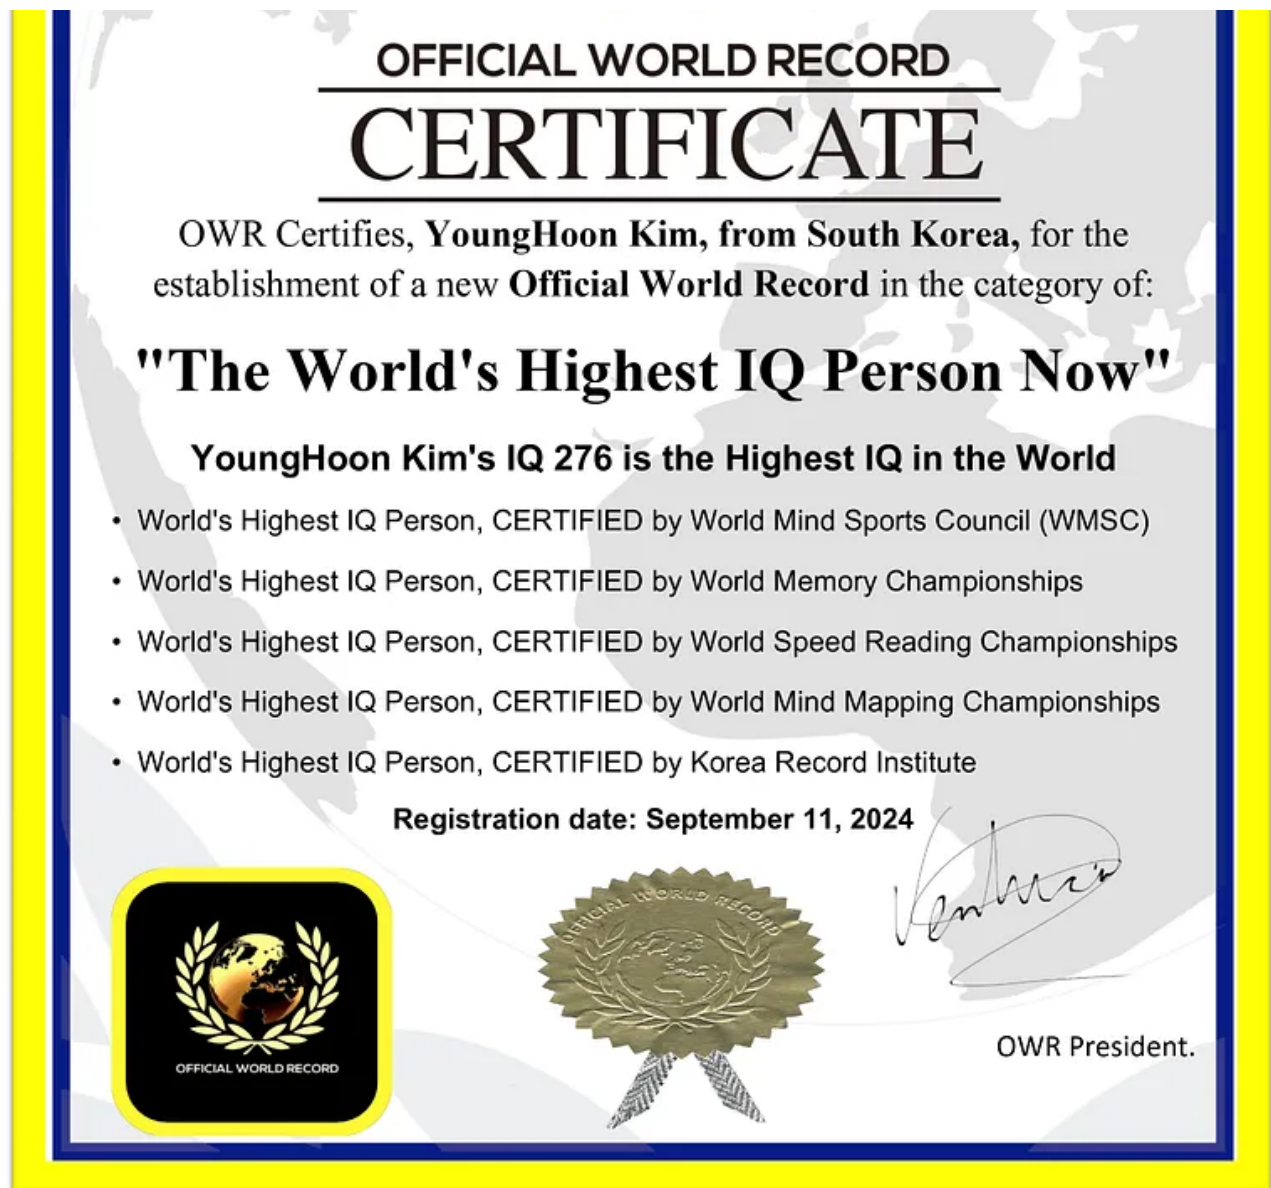 OFFICIAL WORLD RECORD
CERTIFICATE
OWR Certifies, YoungHoon Kim, from South Korea, for the
establishment of a new Official World Record in the category of:
"The World's Highest IQ Person Now"
YoungHoon Kim's IQ 276 is the Highest IQ in the World
• World's Highest IQ Person, CERTIFIED by World Mind Sports Council (WMSC)
• World's Highest IQ Person, CERTIFIED by World Memory Championships
• World's Highest IQ Person, CERTIFIED by World Speed Reading Championships
• World's Highest IQ Person, CERTIFIED by World Mind Mapping Championships
• World's Highest IQ Person, CERTIFIED by Korea Record Institute
Registration date: September 11, 2024
OFFICIAL WORLD RECORD
OFFICIAL WORLD RECORD
OWR President.